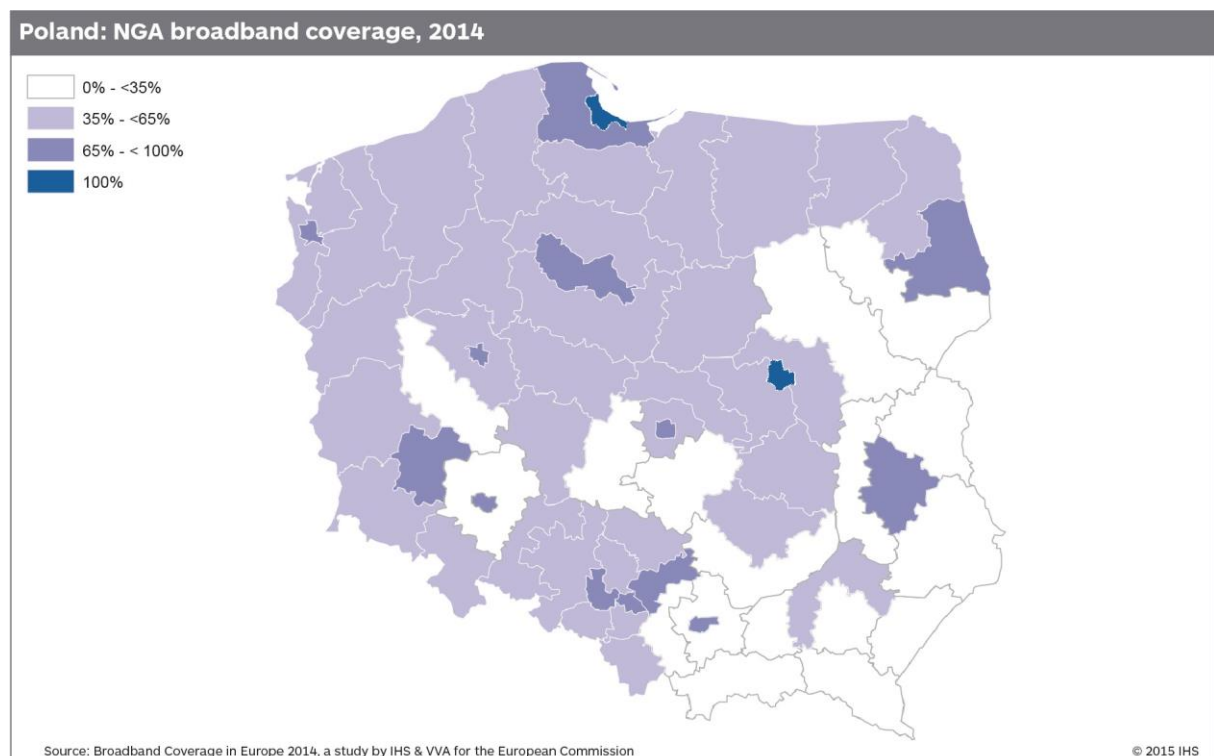 Poland: NGA broadband coverage, 2014
0% - <35%
35% - <65%
65% - < 100%
100%
Source: Broadband Coverage in Europe 2014, a study by IHS & VVA for the European Commission
© 2015 IHS